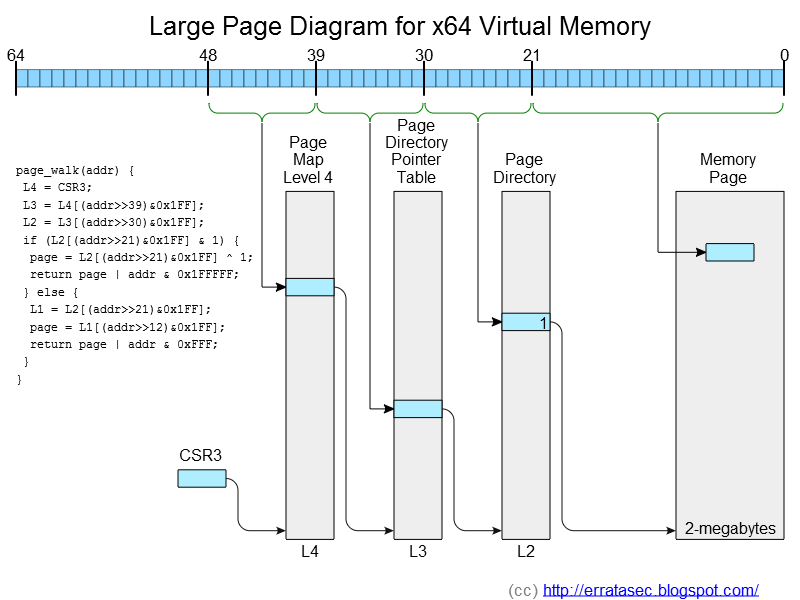 Large Page Diagram for x64 Virtual Memory
64 48 39 30 21 0
Page
Map
Level 4
Page
Directory
Pointer
Table
Page
Directory
Memory
Page
page_walk(addr) {
L4 = CSR3;
L3 = L4[(addr>>39)&0x1FF];
L2 = L3[(addr>>30)&0x1FF];
if (L2[(addr>>21)&0x1FF] & 1) {
page = L2[(addr>>21)&0x1FF] ^ 1;
return page | addr & 0x1FFFFF;
} else {
L1 = L2[(addr>>21)&0x1FF];
page = L1[(addr>>12)&0x1FF];
return page | addr & 0xFFF;
}
}
1
CSR3
2-megabytes
L4 L3 L2
(cc) http://erratasec.blogspot.com/